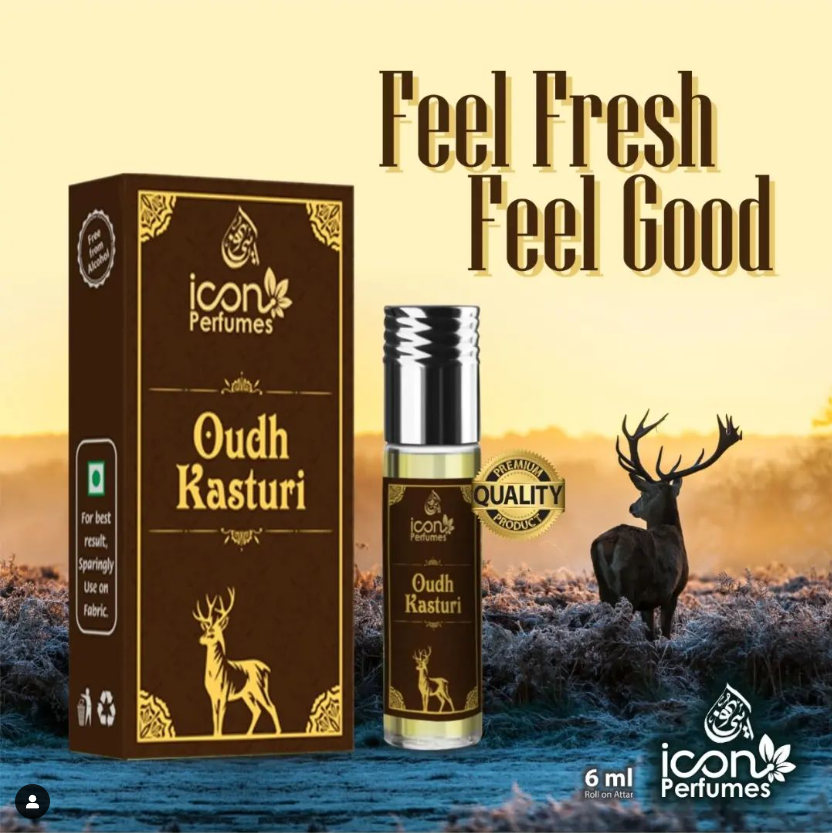 Feel Fresh
Feel Good
Free
from
Alcohol
icon
Perfumes
Oudh
Kasturi
For best
result,
Sparingly
Use on
Fabric.
icon
Perfumes
Oudh
Kasturi
PREMIUM
QUALITY
PRODUCT
6 ml
Roll on Attar
icon
Perfumes